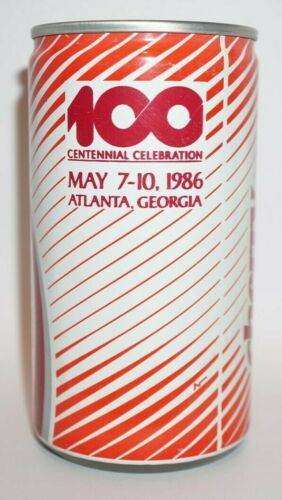 100
CENTENNIAL CELEBRATION
MAY 7-10, 1986
ATLANTA, GEORGIA